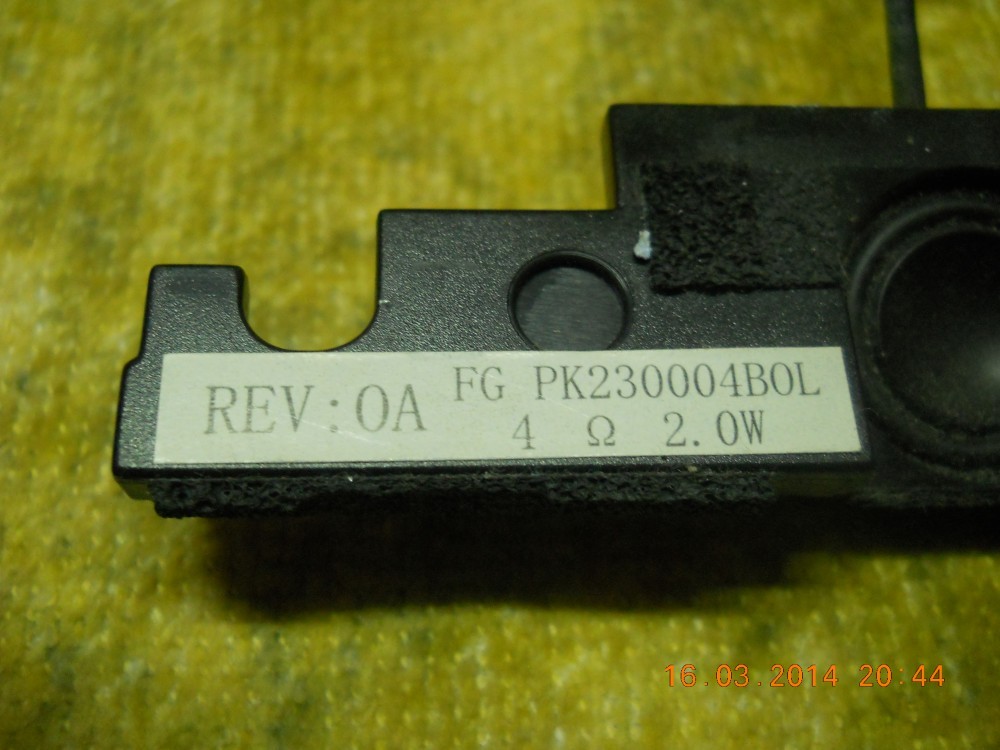 REV:0A
FG PK230004B0L
4 Ω 2.0W
16.03.2014 20:44